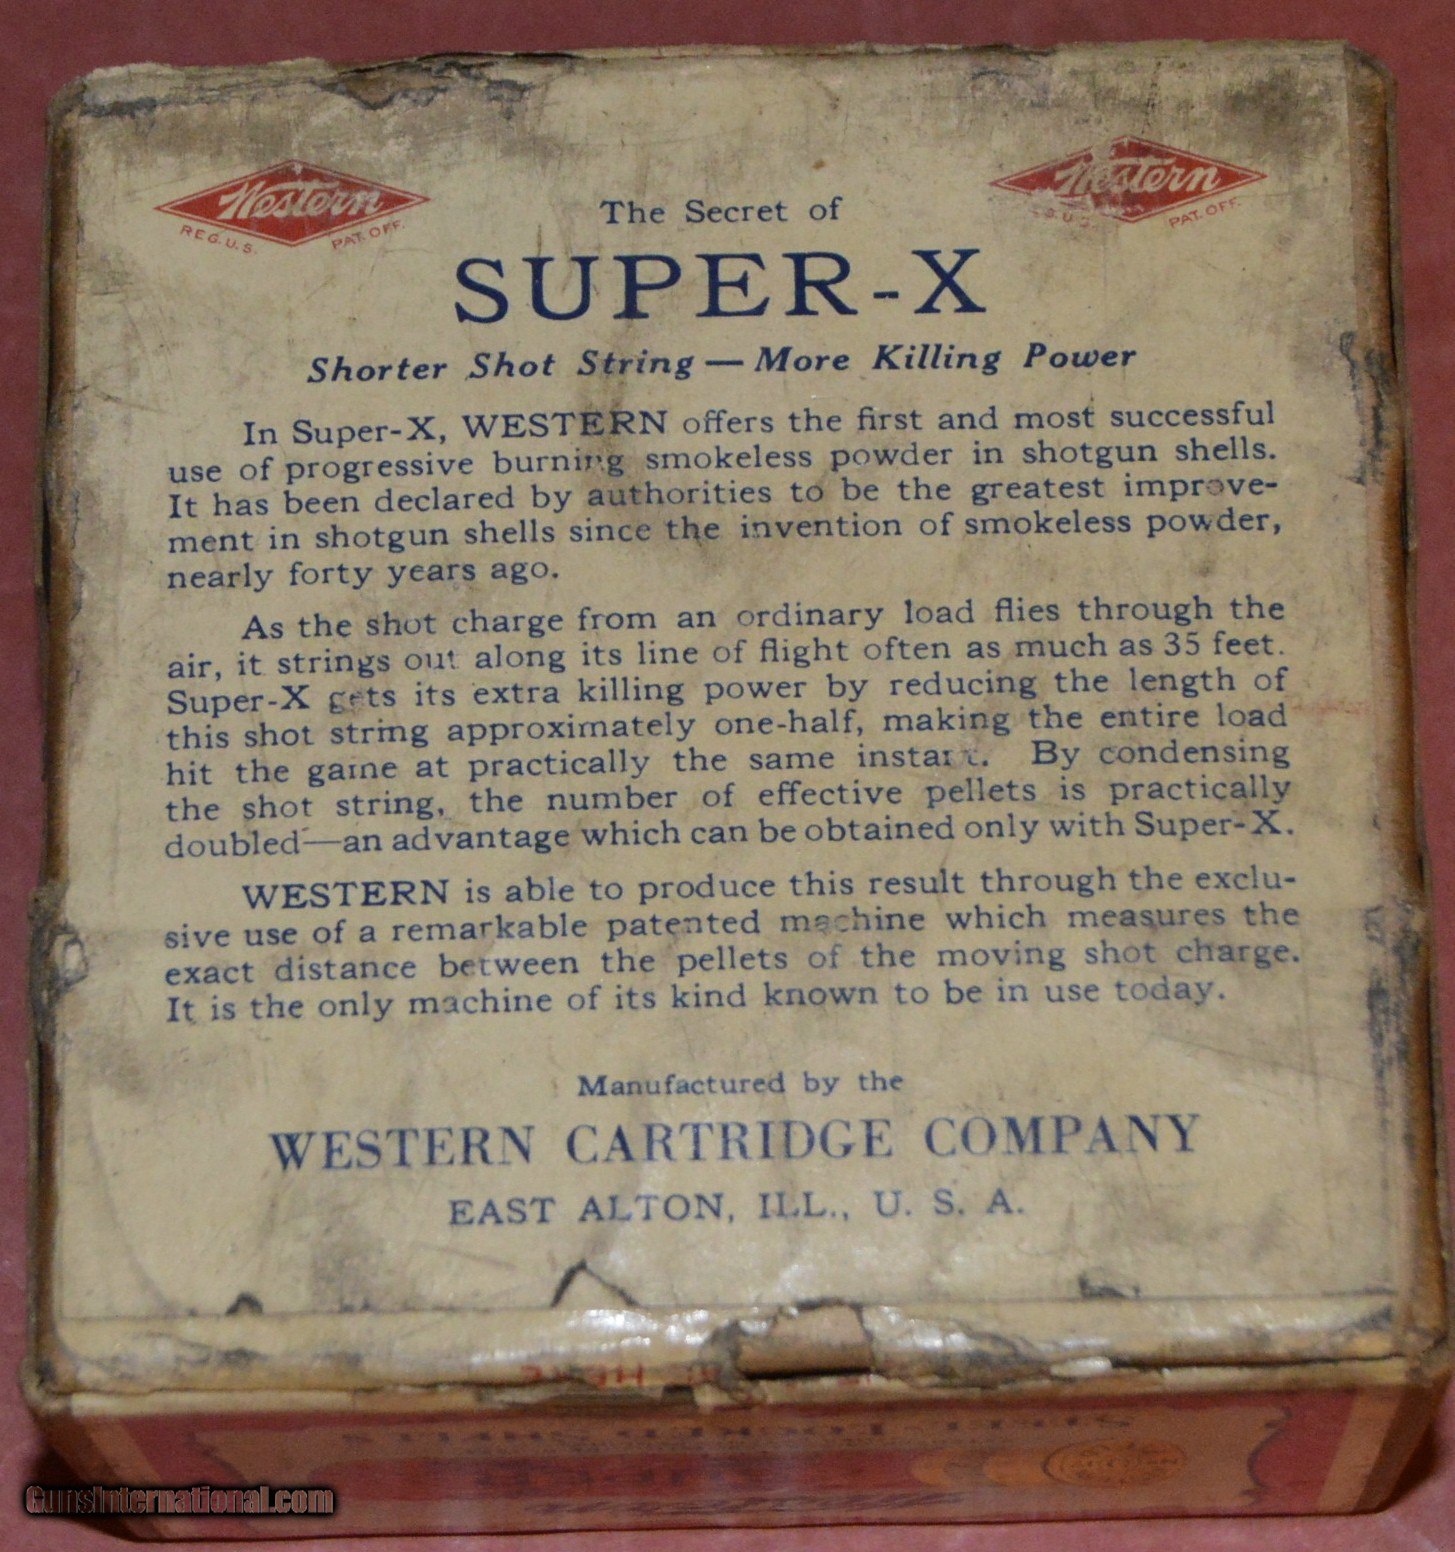 Western
REG. U. S. PAT. OFF.
Western
S. U. S. PAT. OFF.
The Secret of
SUPER-X
Shorter Shot String — More Killing Power
In Super-X, WESTERN offers the first and most successful
use of progressive burning smokeless powder in shotgun shells.
It has been declared by authorities to be the greatest improve-
ment in shotgun shells since the invention of smokeless powder,
nearly forty years ago.
As the shot charge from an ordinary load flies through the
air, it strings out along its line of flight often as much as 35 feet.
Super-X gets its extra killing power by reducing the length of
this shot string approximately one-half, making the entire load
hit the game at practically the same instant. By condensing
the shot string, the number of effective pellets is practically
doubled—an advantage which can be obtained only with Super-X.
WESTERN is able to produce this result through the exclu-
sive use of a remarkable patented machine which measures the
exact distance between the pellets of the moving shot charge.
It is the only machine of its kind known to be in use today.
Manufactured by the
WESTERN CARTRIDGE COMPANY
EAST ALTON, ILL., U. S. A.
HERE
GunsInternational.com